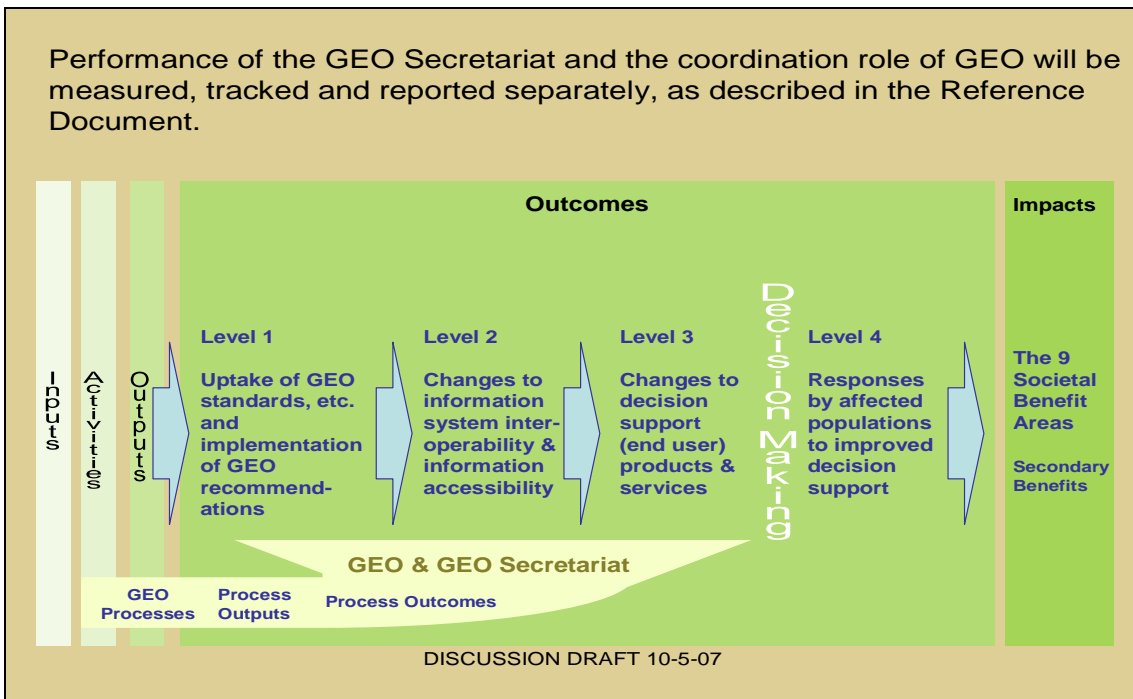 Performance of the GEO Secretariat and the coordination role of GEO will be
measured, tracked and reported separately, as described in the Reference
Document.
Inputs
Activities
Outputs
Outcomes
Level 1
Uptake of GEO
standards, etc.
and
implementation
of GEO
recommend-
ations
Level 2
Changes to
information
system inter-
operability &
information
accessibility
Level 3
Changes to
decision
support
(end user)
products &
services
Decision Making
Level 4
Responses
by affected
populations
to improved
decision
support
Impacts
The 9
Societal
Benefit
Areas
Secondary
Benefits
GEO & GEO Secretariat
GEO
Processes
Process
Outputs
Process Outcomes
DISCUSSION DRAFT 10-5-07